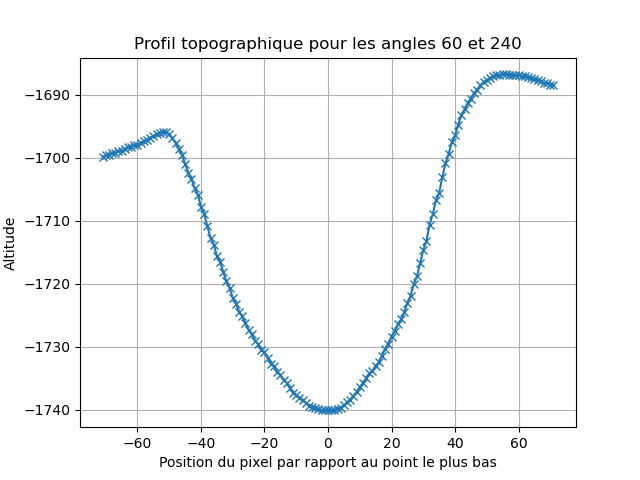 Profil topographique pour les angles 60 et 240
Altitude
−1690
−1700
−1710
−1720
−1730
−1740
−60 −40 −20 0 20 40 60
Position du pixel par rapport au point le plus bas